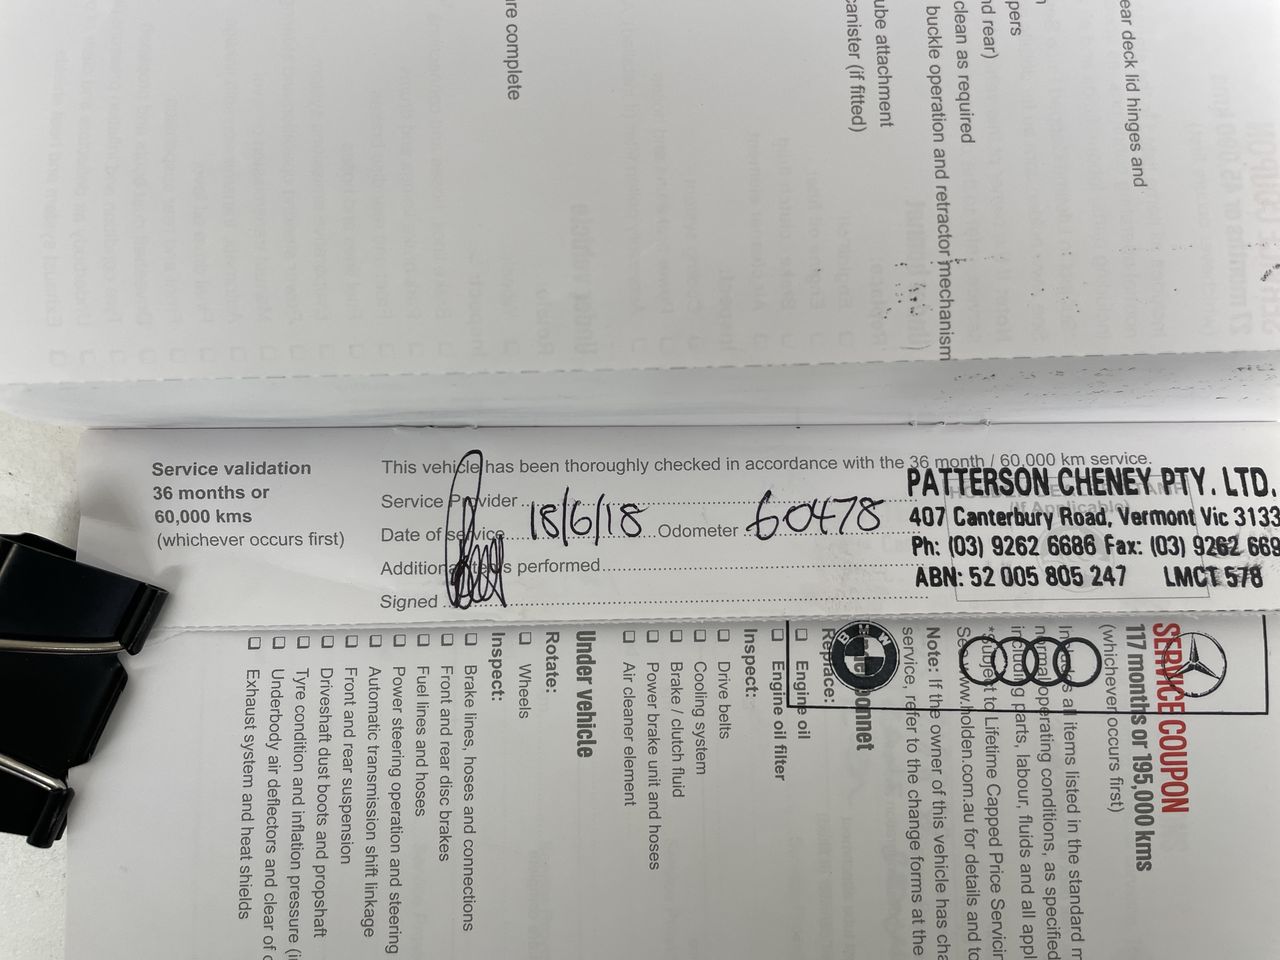 Service validation
36 months or
60,000 kms
(whichever occurs first)
This vehicle has been thoroughly checked in accordance with the 36 month / 60,000 km service.
Service Provider
Date of service 18/6/18 Odometer 60478
Additional items performed
Signed
PATTERSON CHENEY PTY. LTD.
407 Canterbury Road, Vermont Vic 3133
Ph: (03) 9262 6686 Fax: (03) 9262 669
ABN: 52 005 805 247 LMCT 578
ear deck lid hinges and
pers
nd rear)
clean as required
buckle operation and retractor mechanism
ube attachment
canister (if fitted)
re complete
SERVICE COUPON
117 months or 195,000 kms
(whichever occurs first)
all items listed in the standard m
normal operating conditions, as specified
including parts, labour, fluids and all appl
*Subject to Lifetime Capped Price Servicin
www.holden.com.au for details and to
Note: If the owner of this vehicle has cha
service, refer to the change forms at the
bonnet
Replace:
❑ Engine oil
❑ Engine oil filter
Inspect:
❑ Drive belts
❑ Cooling system
❑ Brake / clutch fluid
❑ Power brake unit and hoses
❑ Air cleaner element
Under vehicle
Rotate:
❑ Wheels
Inspect:
❑ Brake lines, hoses and connections
❑ Front and rear disc brakes
❑ Fuel lines and hoses
❑ Power steering operation and steering
❑ Automatic transmission shift linkage
❑ Front and rear suspension
❑ Driveshaft dust boots and propshaft
❑ Tyre condition and inflation pressure (i
❑ Underbody air deflectors and clear of
❑ Exhaust system and heat shields
BMW